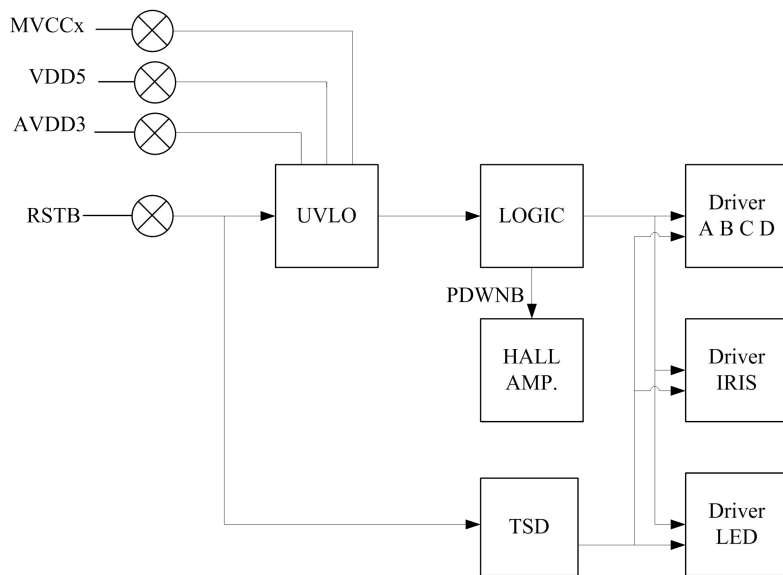 MVCCx
VDD5
AVDD3
RSTB
UVLO
LOGIC
Driver
A B C D
PDWNB
HALL
AMP.
Driver
IRIS
TSD
Driver
LED